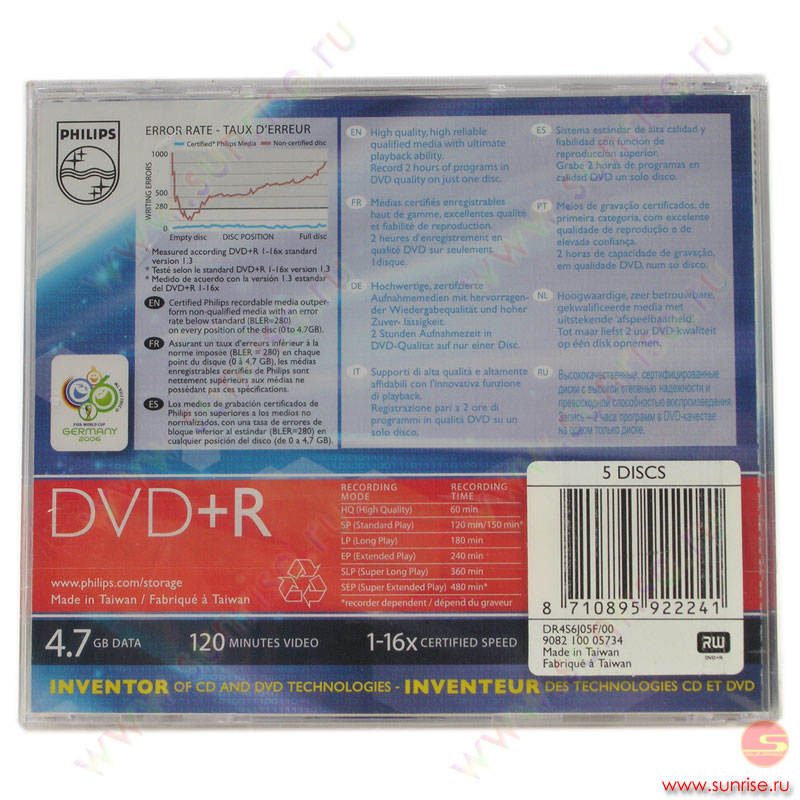 PHILIPS
ERROR RATE - TAUX D'ERREUR
Certified* Philips Media
Non-certified disc
WRITING ERRORS
1000
500
280
0
Empty disc DISC POSITION Full disc
* Measured according DVD+R 1-16x standard
version 1.3
* Testé selon le standard DVD+R 1-16x version 1.3
* Medido de acuerdo con la versión 1.3 estandar
del DVD+R 1-16x
EN Certified Philips recordable media outper-
form non-qualified media with an error
rate below standard (BLER=280)
on every position of the disc (0 to 4.7GB).
FR Assurant un taux d'erreurs inférieur à la
norme imposée (BLER = 280) en chaque
point du disque (0 à 4,7 GB), les médias
enregistrables certifiés de Philips sont
nettement supérieurs aux médias ne
possédant pas ces spécifications.
ES Los medios de grabación certificados de
Philips son superiores a los medios no
normalizados, con una tasa de errores de
bloque inferior al estándar (BLER=280) en
cualquier posición del disco (de 0 a 4,7 GB).
FIFA WORLD CUP
GERMANY
2006
EN High quality, high reliable
qualified media with ultimate
playback ability.
Record 2 hours of programs in
DVD quality on just one disc.
FR Médias certifiés enregistrables
haut de gamme, excellentes qualité
et fiabilité de reproduction.
2 heures d'enregistrement en
qualité DVD sur seulement
1disque.
DE Hochwertige, zertifizierte
Aufnahmemedien mit hervorragen-
der Wiedergabequalität und hoher
Zuver- lässigkeit.
2 Stunden Aufnahmezeit in
DVD-Qualität auf nur einer Disc.
IT Supporti di alta qualità e altamente
affidabili con l'innovativa funzione
di playback.
Registrazione pari a 2 ore di
programmi in qualità DVD su un
solo disco.
ES Sistema estándar de alta calidad y
fiabilidad con funcion de
reproduccion superior.
Grabe 2 horas de programas en
calidad DVD un solo disco.
PT Meios de gravação certificados, de
primeira categoria, com excelente
qualidade de reprodução e de
elevada confiança.
2 horas de capacidade de gravação,
em qualidade DVD, num só disco.
NL Hoogwaardige, zeer betrouwbare,
gekwalificeerde media met
uitstekende 'afspeelbaarheid'.
Tot maar liefst 2 uur DVD-kwaliteit
op één disk opnemen.
RU Высококачественные, сертифицированные
диски с высокой степенью надежности и
превосходной способностью воспроизведения.
Запись – 2 часа программ в DVD-качестве
на одном только диске.
DVD+R
www.philips.com/storage
Made in Taiwan / Fabriqué à Taiwan
RECORDING MODE RECORDING TIME
HQ (High Quality) 60 min
SP (Standard Play) 120 min/150 min*
LP (Long Play) 180 min
EP (Extended Play) 240 min
SLP (Super Long Play) 360 min
SEP (Super Extended Play) 480 min*
*recorder dependent / dépend du graveur
5 DISCS
8 710895 922241
DR4S6J05F/00
9082 100 05734
Made in Taiwan
Fabriqué à Taiwan
RW
DVD+R
4.7 GB DATA 120 MINUTES VIDEO 1-16x CERTIFIED SPEED
INVENTOR OF CD AND DVD TECHNOLOGIES - INVENTEUR DES TECHNOLOGIES CD ET DVD
www.sunrise.ru